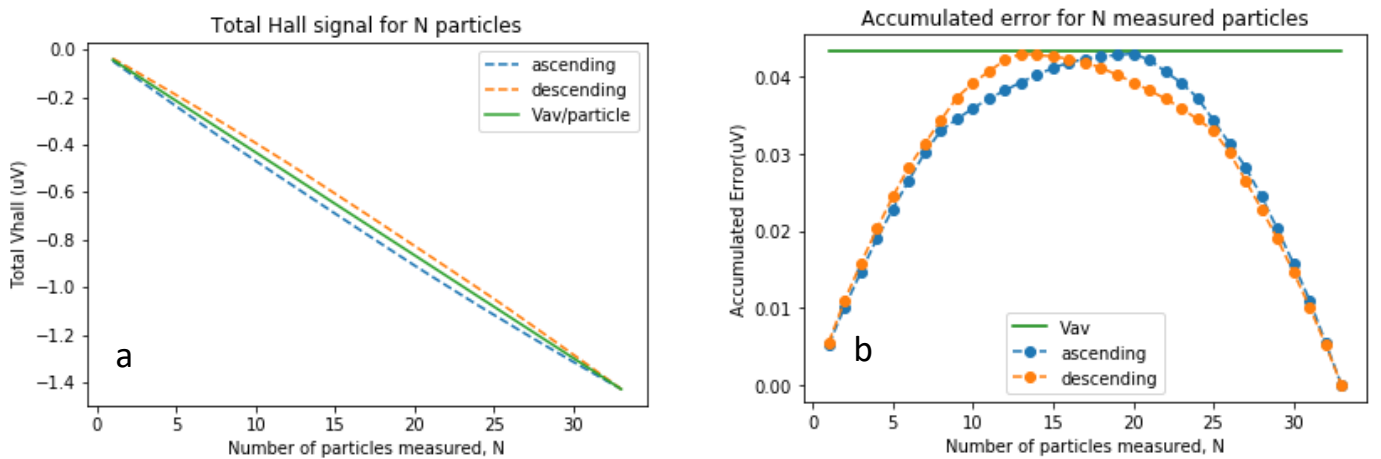 Total Hall signal for N particles
Total Vhall (uV)
0.0
−0.2
−0.4
−0.6
−0.8
−1.0
−1.2
−1.4
ascending
descending
Vav/particle
a
0 5 10 15 20 25 30
Number of particles measured, N
Accumulated error for N measured particles
Accumulated Error(uV)
0.04
0.03
0.02
0.01
0.00
Vav
ascending
descending
b
0 5 10 15 20 25 30
Number of particles measured, N